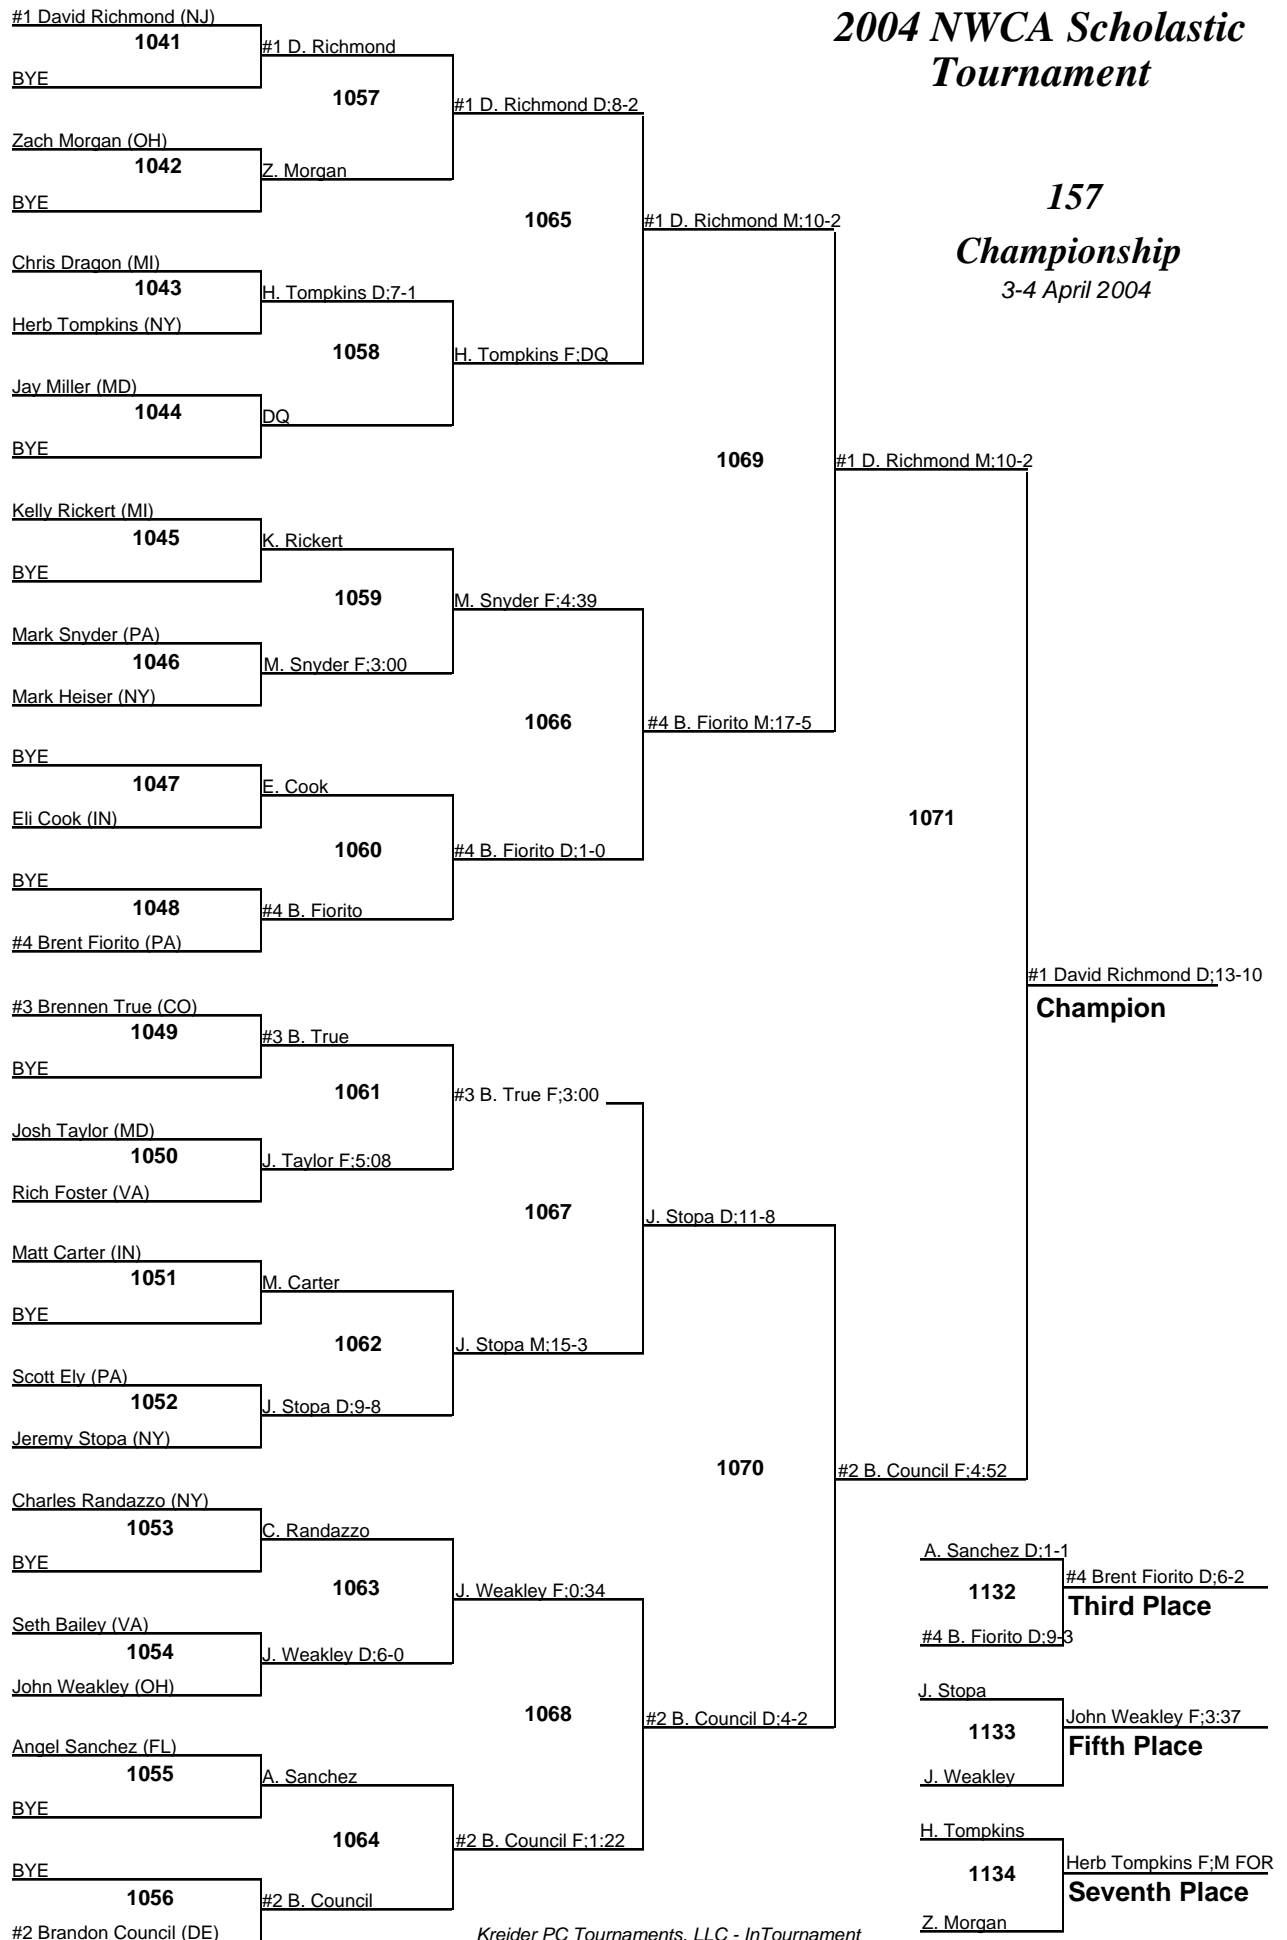 2004 NWCA Scholastic
Tournament
157
Championship
3-4 April 2004
#1 David Richmond (NJ)
1041
BYE
Zach Morgan (OH)
1042
BYE
Chris Dragon (MI)
1043
Herb Tompkins (NY)
Jay Miller (MD)
1044
BYE
Kelly Rickert (MI)
1045
BYE
Mark Snyder (PA)
1046
Mark Heiser (NY)
BYE
1047
Eli Cook (IN)
BYE
1048
#4 Brent Fiorito (PA)
#3 Brennen True (CO)
1049
BYE
Josh Taylor (MD)
1050
Rich Foster (VA)
Matt Carter (IN)
1051
BYE
Scott Ely (PA)
1052
Jeremy Stopa (NY)
Charles Randazzo (NY)
1053
BYE
Seth Bailey (VA)
1054
John Weakley (OH)
Angel Sanchez (FL)
1055
BYE
BYE
1056
#2 Brandon Council (DE)
#1 D. Richmond
1057
Z. Morgan
H. Tompkins D;7-1
1058
DQ
K. Rickert
1059
M. Snyder F;3:00
E. Cook
1060
#4 B. Fiorito
#3 B. True
1061
J. Taylor F;5:08
M. Carter
1062
J. Stopa D;9-8
C. Randazzo
1063
J. Weakley D;6-0
A. Sanchez
1064
#2 B. Council
#1 D. Richmond D;8-2
1065
H. Tompkins F;DQ
M. Snyder F;4:39
1066
#4 B. Fiorito D;1-0
#3 B. True F;3:00
1067
J. Stopa M;15-3
J. Weakley F;0:34
1068
#2 B. Council F;1:22
#1 D. Richmond M;10-2
1069
#4 B. Fiorito M;17-5
J. Stopa D;11-8
1070
#2 B. Council D;4-2
#1 D. Richmond M;10-2
1071
#2 B. Council F;4:52
#1 David Richmond D;13-10
Champion
A. Sanchez D;1-1
1132
#4 B. Fiorito D;9-3
#4 Brent Fiorito D;6-2
Third Place
J. Stopa
1133
J. Weakley
John Weakley F;3:37
Fifth Place
H. Tompkins
1134
Z. Morgan
Herb Tompkins F;M FOR
Seventh Place
Kreider PC Tournaments, LLC - InTournament